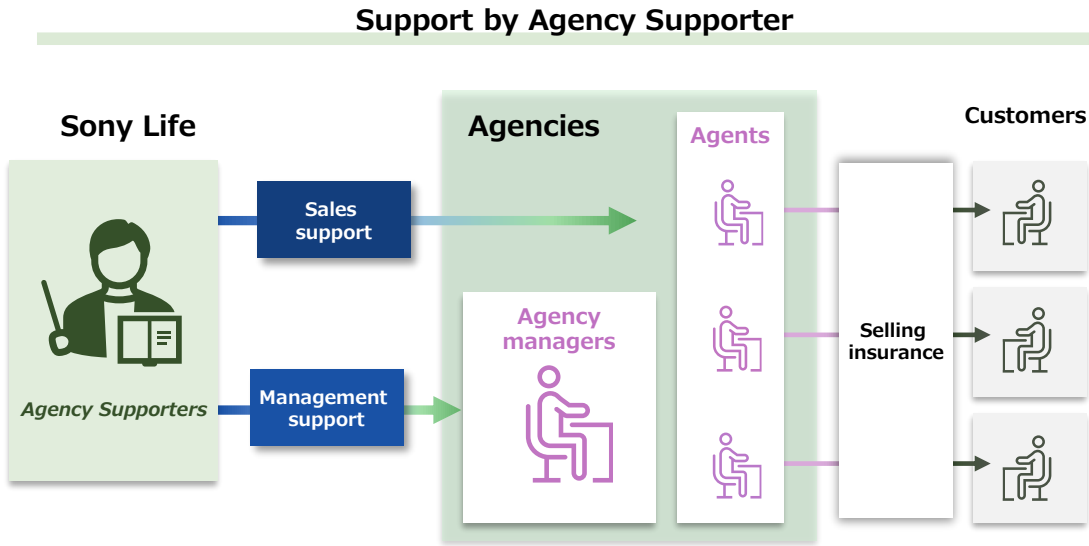 Support by Agency Supporter
Sony Life
Agency Supporters
Sales
support
Management
support
Agencies
Agency
managers
Agents
Selling
insurance
Customers